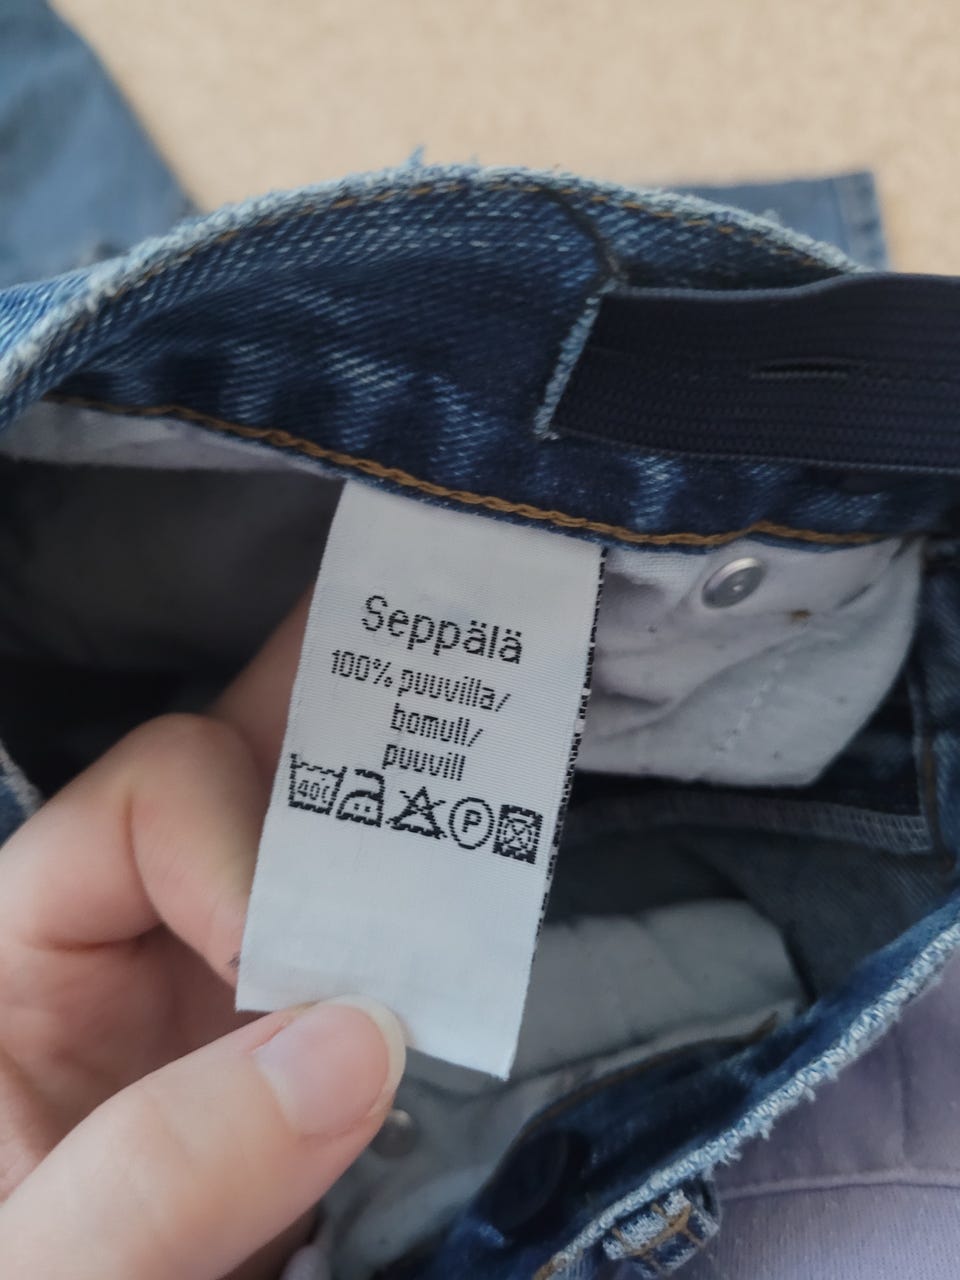 Seppälä
100% puuvilla/
bomull/
puuvill
40C P